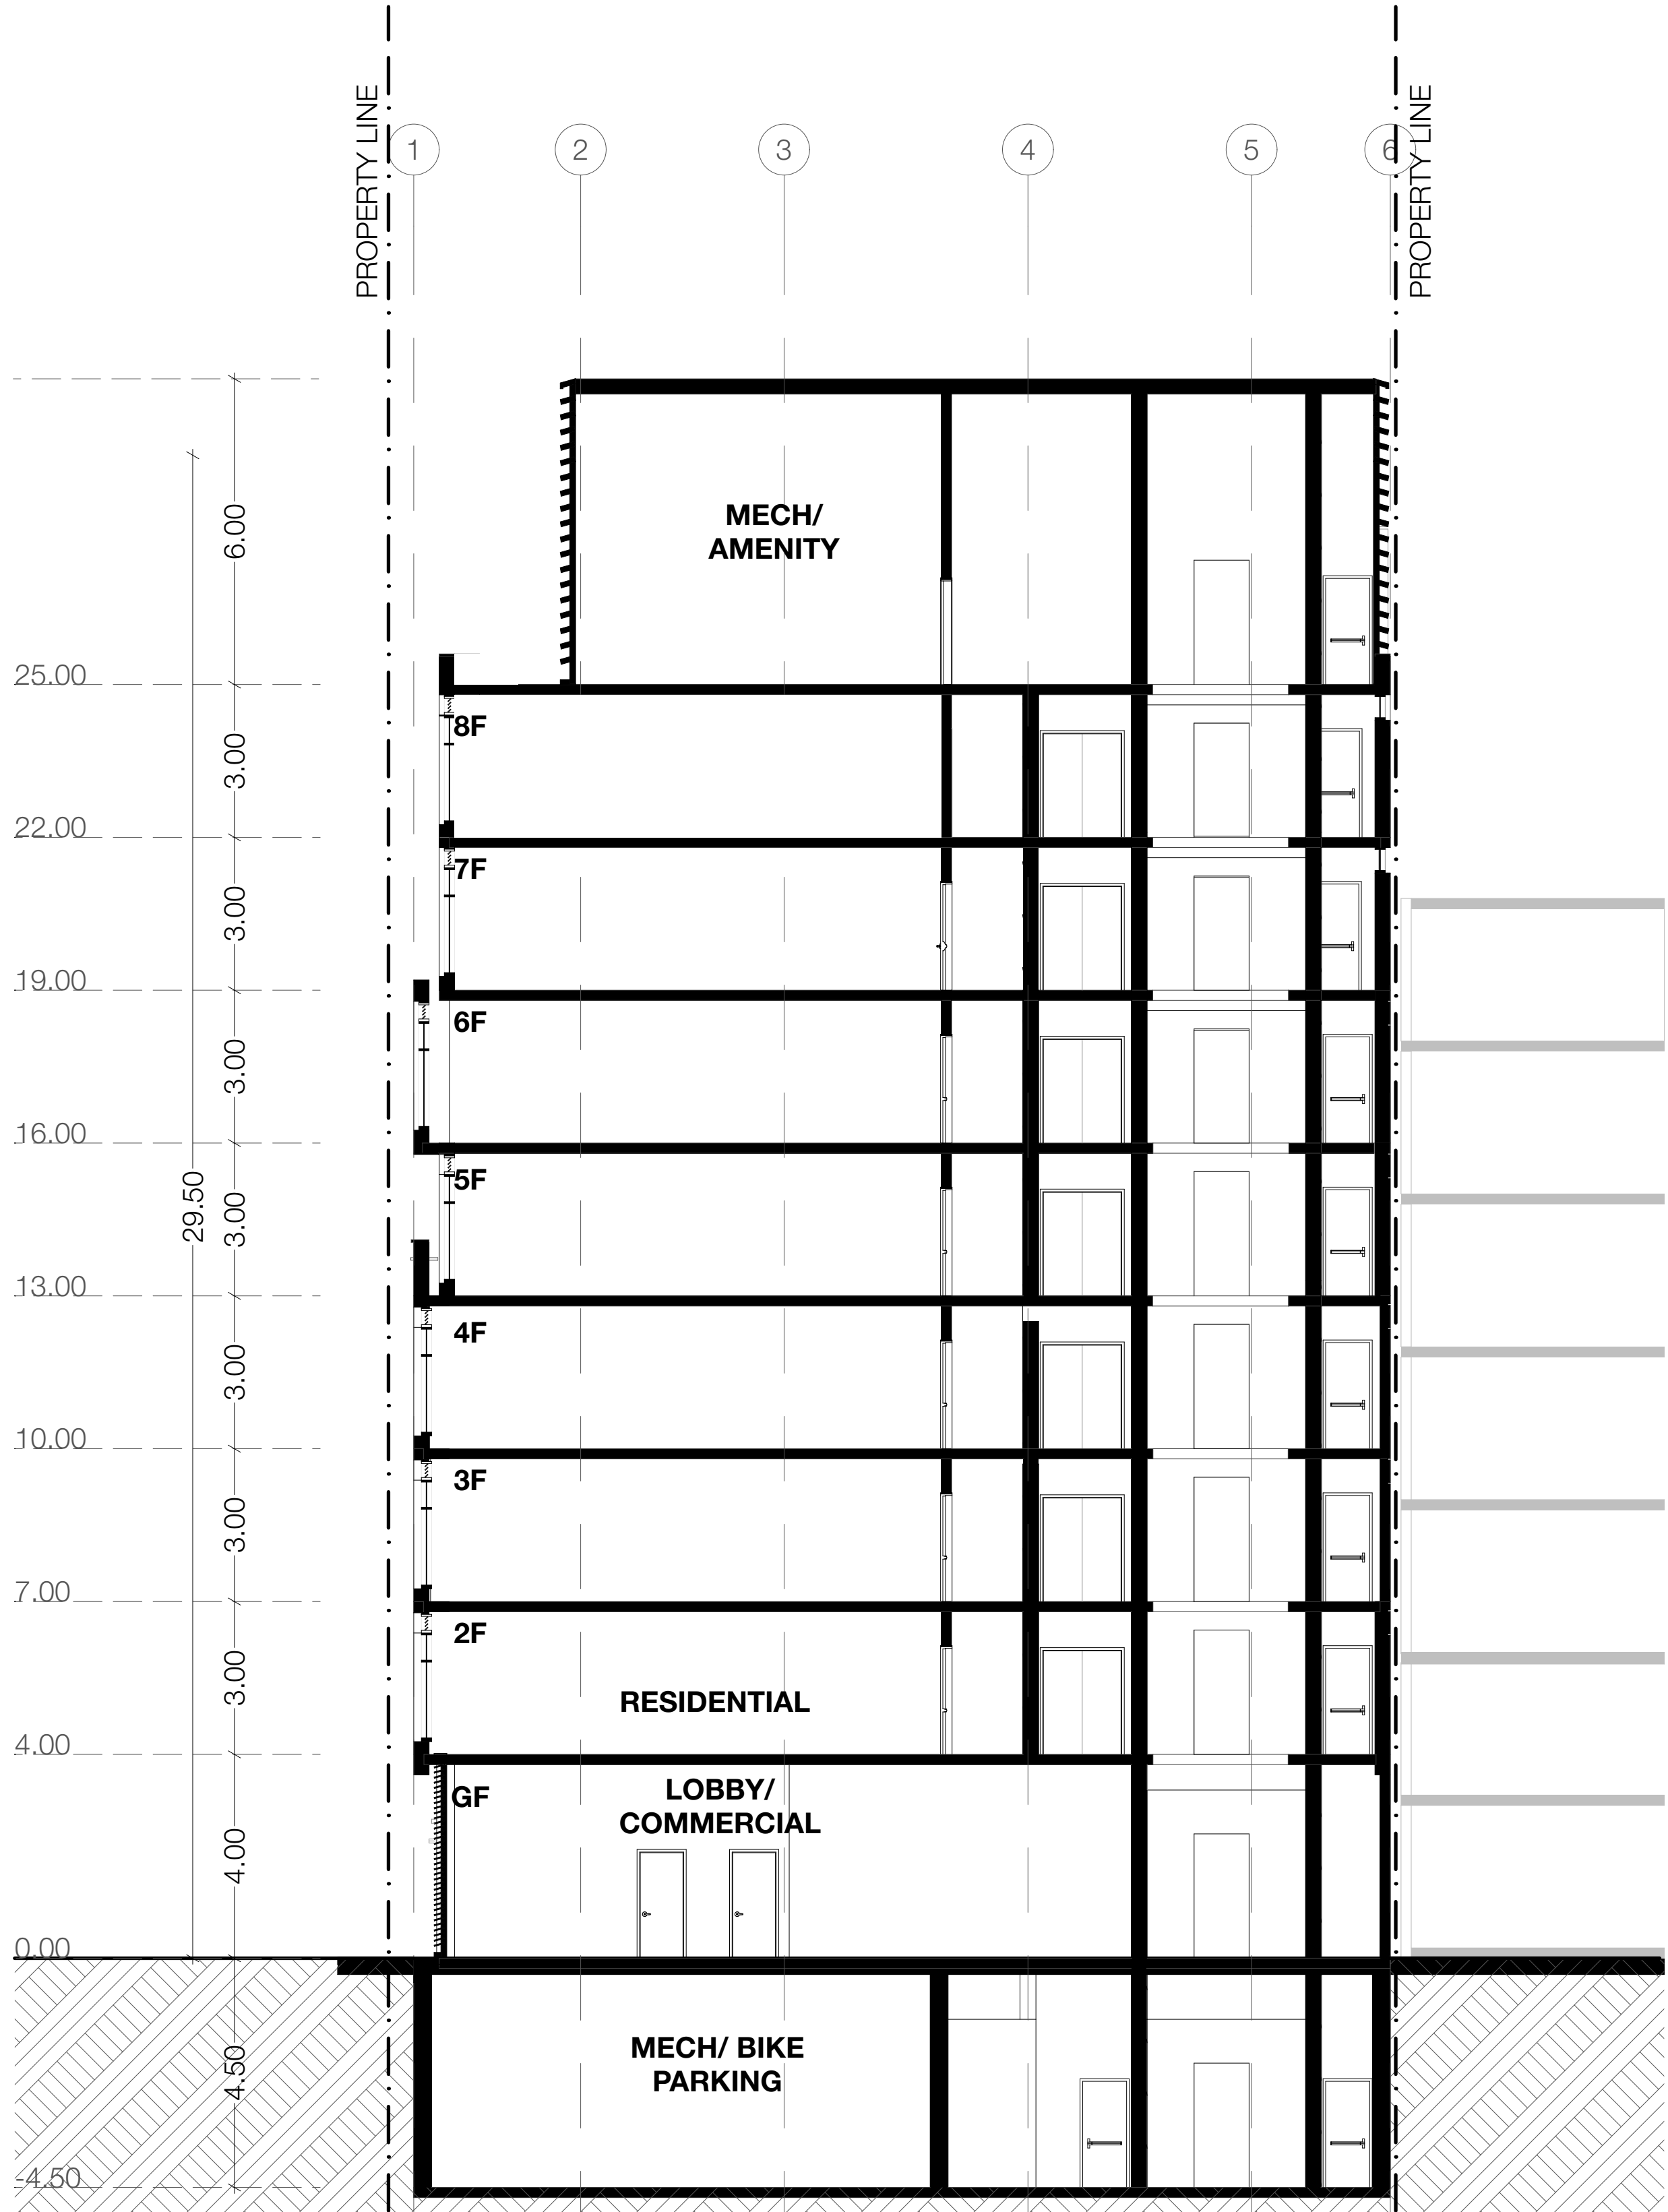 PROPERTY LINE
1
2
3
4
5
6
PROPERTY LINE
6.00
MECH/
AMENITY
25.00
8F
3.00
22.00
7F
3.00
19.00
6F
3.00
16.00
5F
29.50
3.00
13.00
4F
3.00
10.00
3F
3.00
7.00
2F
3.00
RESIDENTIAL
4.00
GF
LOBBY/
COMMERCIAL
4.00
0.00
MECH/ BIKE
PARKING
4.50
-4.50